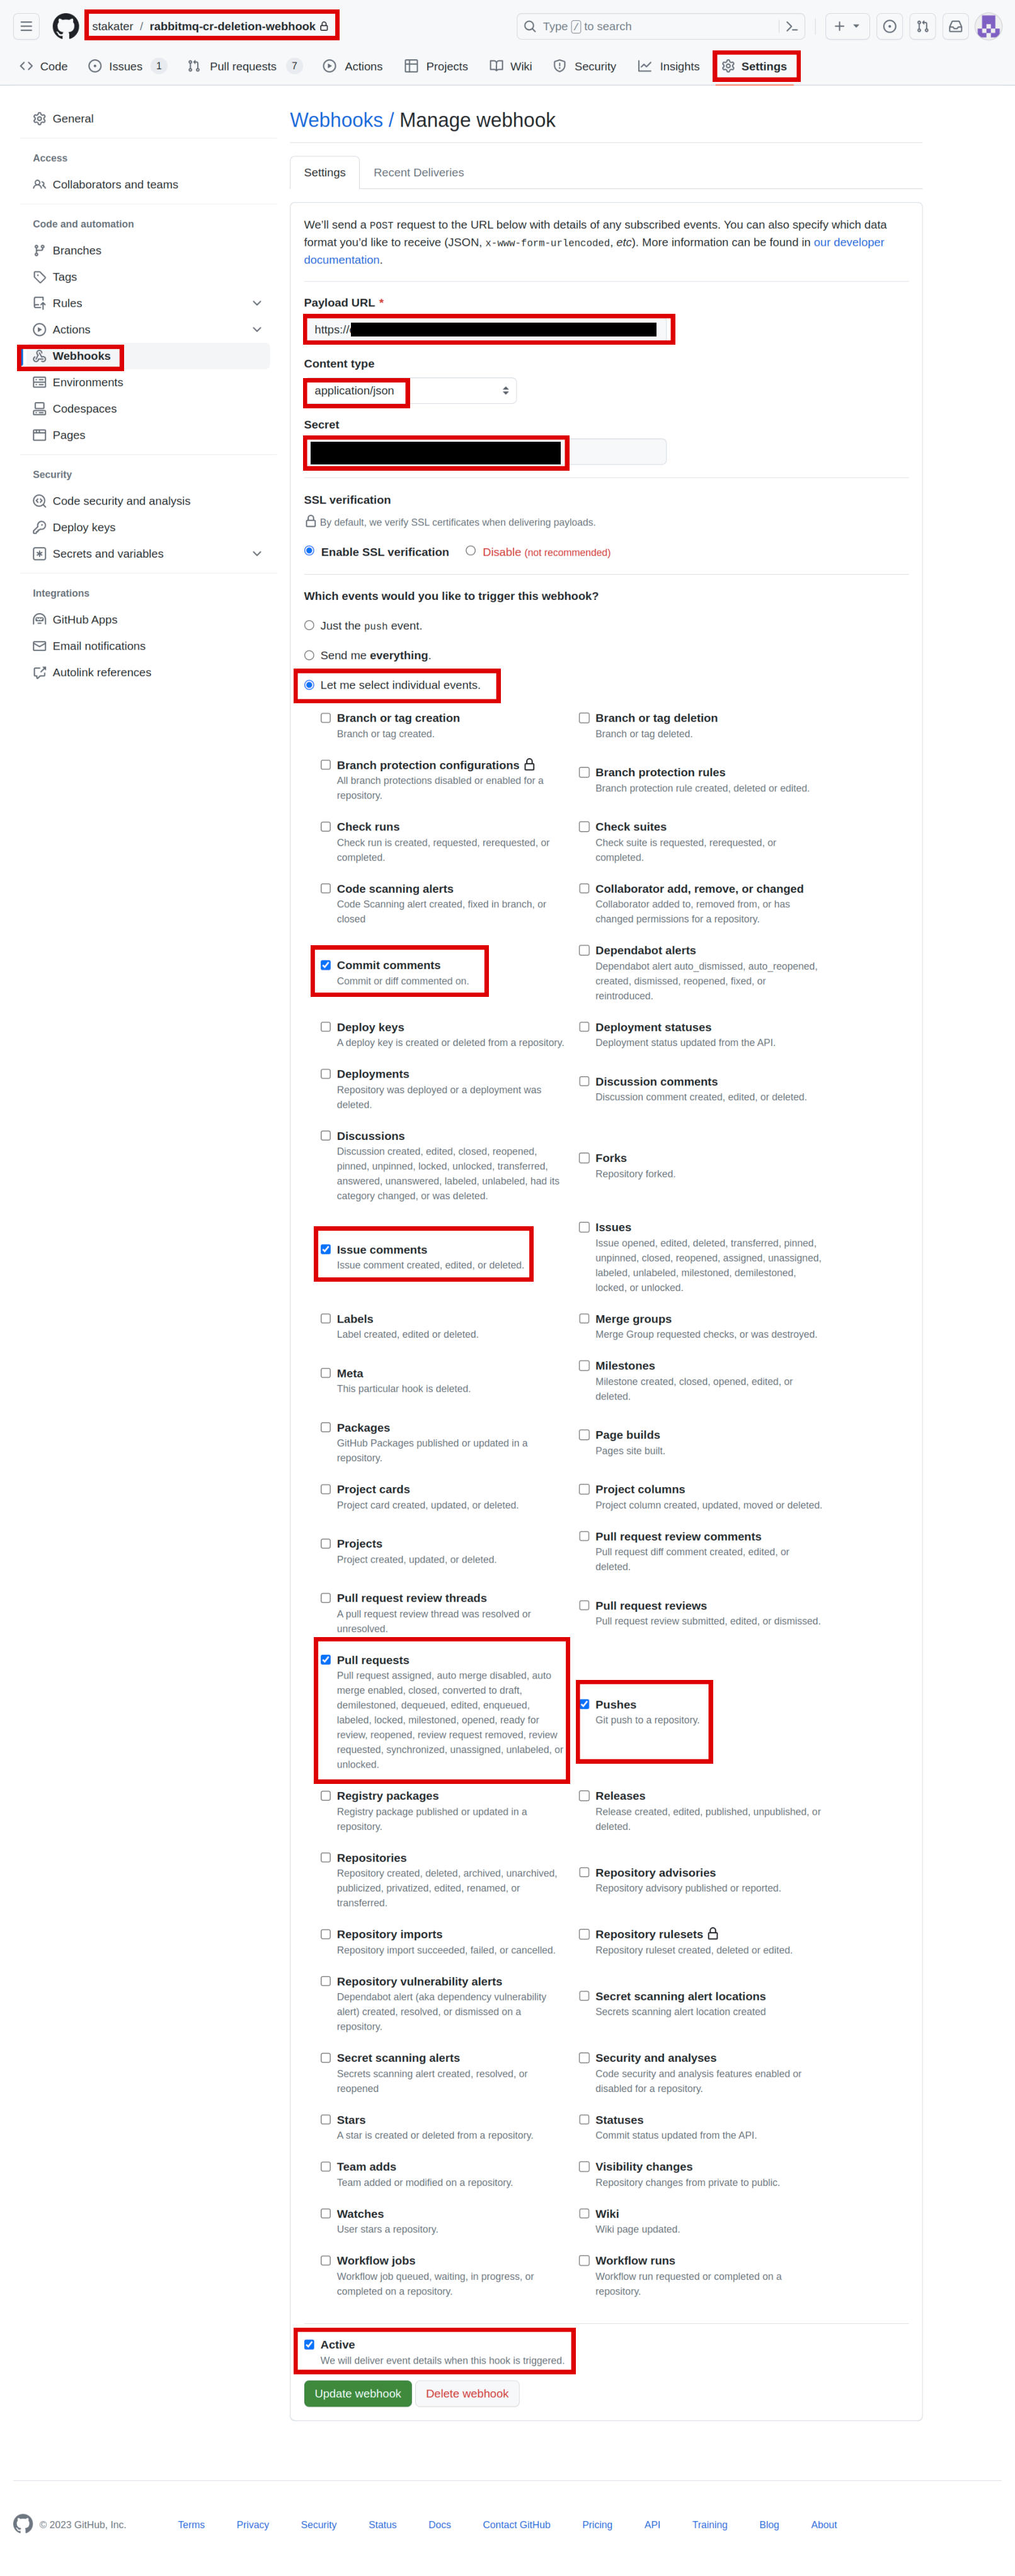 stakater / rabbitmq-cr-deletion-webhook
Type / to search
Code
Issues 1
Pull requests 7
Actions
Projects
Wiki
Security
Insights
Settings
General
Access
Collaborators and teams
Code and automation
Branches
Tags
Rules
Actions
Webhooks
Environments
Codespaces
Pages
Security
Code security and analysis
Deploy keys
Secrets and variables
Integrations
GitHub Apps
Email notifications
Autolink references
Webhooks / Manage webhook
Settings
Recent Deliveries
We'll send a POST request to the URL below with details of any subscribed events. You can also specify which data
format you'd like to receive (JSON, x-www-form-urlencoded, etc). More information can be found in our developer
documentation.
Payload URL *
https://
Content type
application/json
Secret
SSL verification
By default, we verify SSL certificates when delivering payloads.
Enable SSL verification
Disable (not recommended)
Which events would you like to trigger this webhook?
Just the push event.
Send me everything.
Let me select individual events.
Branch or tag creation
Branch or tag created.
Branch or tag deletion
Branch or tag deleted.
Branch protection configurations
All branch protections disabled or enabled for a
repository.
Branch protection rules
Branch protection rule created, deleted or edited.
Check runs
Check run is created, requested, rerequested, or
completed.
Check suites
Check suite is requested, rerequested, or
completed.
Code scanning alerts
Code Scanning alert created, fixed in branch, or
closed
Collaborator add, remove, or changed
Collaborator added to, removed from, or has
changed permissions for a repository.
Commit comments
Commit or diff commented on.
Dependabot alerts
Dependabot alert auto_dismissed, auto_reopened,
created, dismissed, reopened, fixed, or
reintroduced.
Deploy keys
A deploy key is created or deleted from a repository.
Deployment statuses
Deployment status updated from the API.
Deployments
Repository was deployed or a deployment was
deleted.
Discussion comments
Discussion comment created, edited, or deleted.
Discussions
Discussion created, edited, closed, reopened,
pinned, unpinned, locked, unlocked, transferred,
answered, unanswered, labeled, unlabeled, had its
category changed, or was deleted.
Forks
Repository forked.
Issue comments
Issue comment created, edited, or deleted.
Issues
Issue opened, edited, deleted, transferred, pinned,
unpinned, closed, reopened, assigned, unassigned,
labeled, unlabeled, milestoned, demilestoned,
locked, or unlocked.
Labels
Label created, edited or deleted.
Merge groups
Merge Group requested checks, or was destroyed.
Meta
This particular hook is deleted.
Milestones
Milestone created, closed, opened, edited, or
deleted.
Packages
GitHub Packages published or updated in a
repository.
Page builds
Pages site built.
Project cards
Project card created, updated, or deleted.
Project columns
Project column created, updated, moved or deleted.
Projects
Project created, updated, or deleted.
Pull request review comments
Pull request diff comment created, edited, or
deleted.
Pull request review threads
A pull request review thread was resolved or
unresolved.
Pull request reviews
Pull request review submitted, edited, or dismissed.
Pull requests
Pull request assigned, auto merge disabled, auto
merge enabled, closed, converted to draft,
demilestoned, dequeued, edited, enqueued,
labeled, locked, milestoned, opened, ready for
review, reopened, review request removed, review
requested, synchronized, unassigned, unlabeled, or
unlocked.
Pushes
Git push to a repository.
Registry packages
Registry package published or updated in a
repository.
Releases
Release created, edited, published, unpublished, or
deleted.
Repositories
Repository created, deleted, archived, unarchived,
publicized, privatized, edited, renamed, or
transferred.
Repository advisories
Repository advisory published or reported.
Repository imports
Repository import succeeded, failed, or cancelled.
Repository rulesets
Repository ruleset created, deleted or edited.
Repository vulnerability alerts
Dependabot alert (aka dependency vulnerability
alert) created, resolved, or dismissed on a
repository.
Secret scanning alert locations
Secrets scanning alert location created
Secret scanning alerts
Secrets scanning alert created, resolved, or
reopened
Security and analyses
Code security and analysis features enabled or
disabled for a repository.
Stars
A star is created or deleted from a repository.
Statuses
Commit status updated from the API.
Team adds
Team added or modified on a repository.
Visibility changes
Repository changes from private to public.
Watches
User stars a repository.
Wiki
Wiki page updated.
Workflow jobs
Workflow job queued, waiting, in progress, or
completed on a repository.
Workflow runs
Workflow run requested or completed on a
repository.
Active
We will deliver event details when this hook is triggered.
Update webhook
Delete webhook
© 2023 GitHub, Inc.
Terms
Privacy
Security
Status
Docs
Contact GitHub
Pricing
API
Training
Blog
About